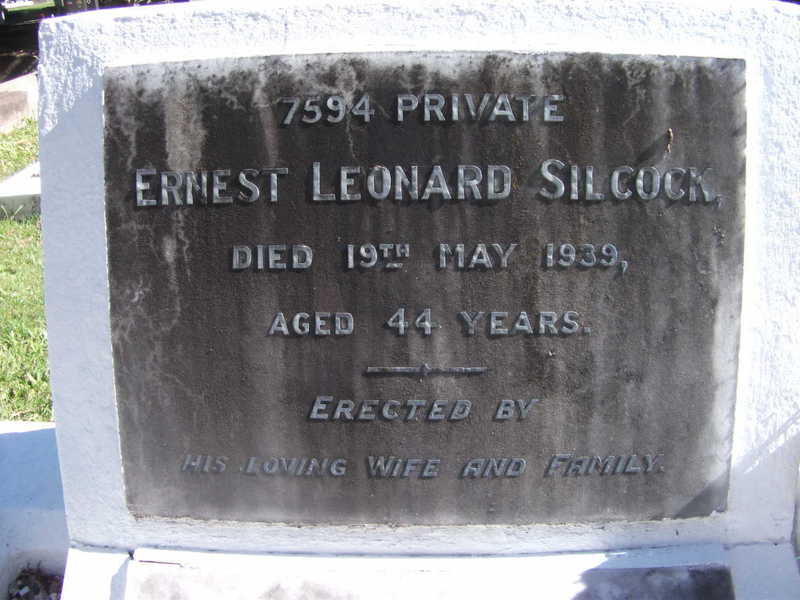 7594 PRIVATE
ERNEST LEONARD SILCOCK,
DIED 19TH MAY 1939,
AGED 44 YEARS.
ERECTED BY
HIS LOVING WIFE AND FAMILY.